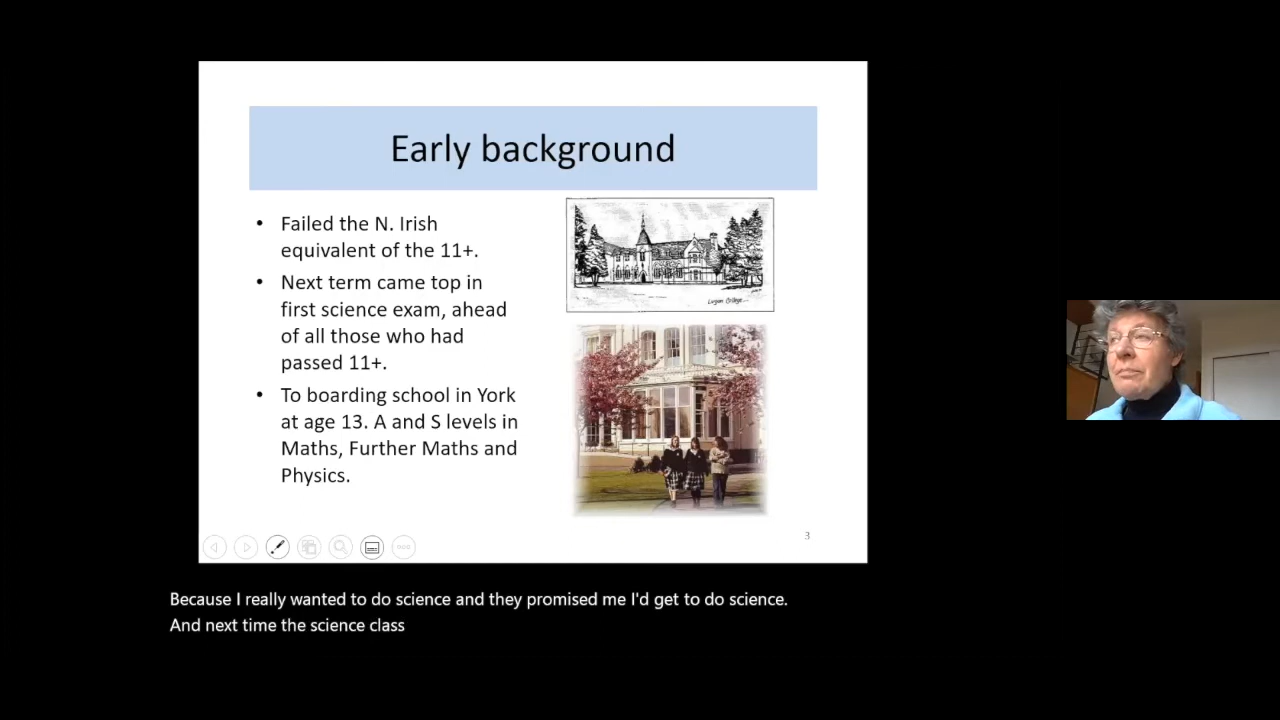 Early background
• Failed the N. Irish
equivalent of the 11+.
• Next term came top in
first science exam, ahead
of all those who had
passed 11+.
• To boarding school in York
at age 13. A and S levels in
Maths, Further Maths and
Physics.
Lurgan College
3
Because I really wanted to do science and they promised me I'd get to do science.
And next time the science class